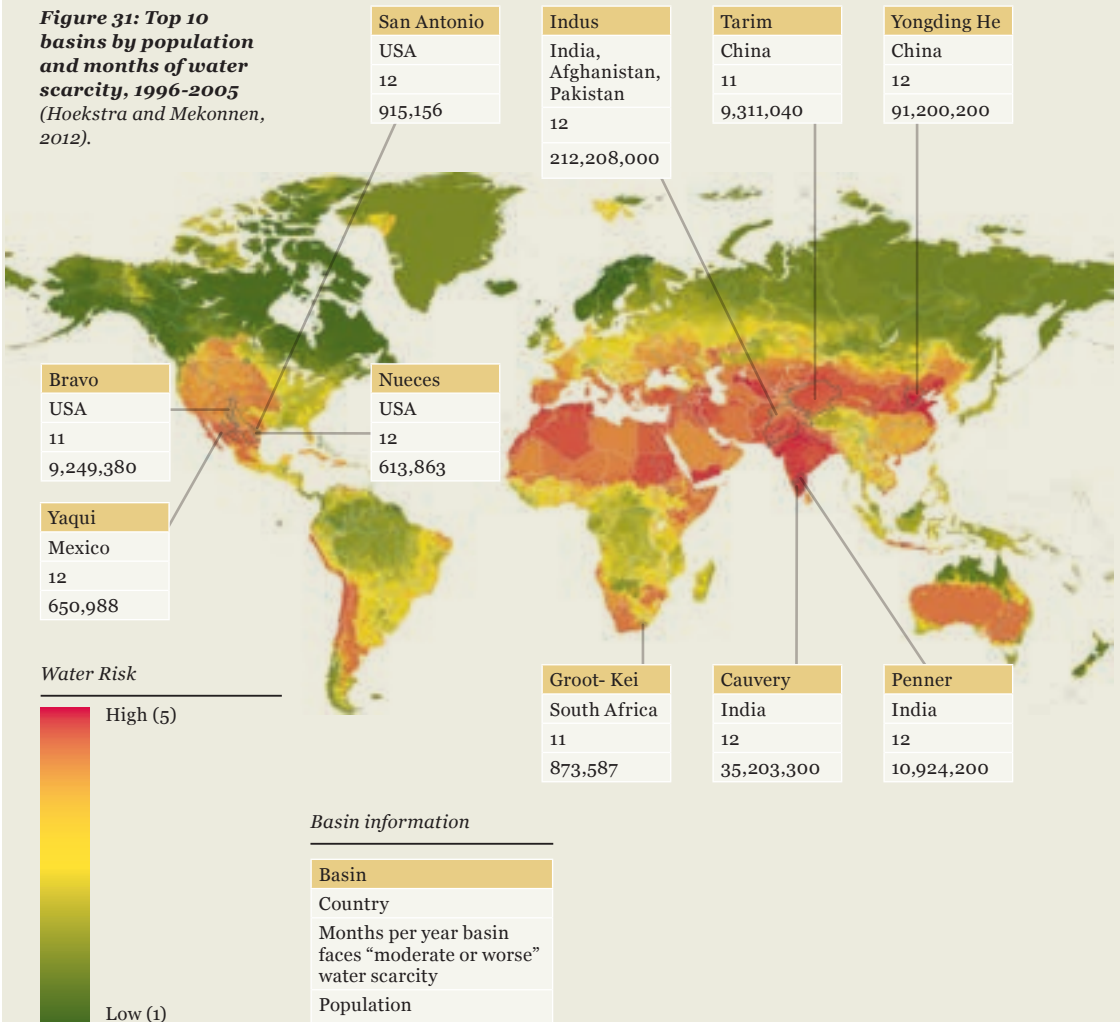 Figure 31: Top 10
basins by population
and months of water
scarcity, 1996-2005
(Hoekstra and Mekonnen,
2012).
San Antonio
USA
12
915,156
Indus
India,
Afghanistan,
Pakistan
12
212,208,000
Tarim
China
11
9,311,040
Yongding He
China
12
91,200,200
Bravo
USA
11
9,249,380
Nueces
USA
12
613,863
Yaqui
Mexico
12
650,988
Groot- Kei
South Africa
11
873,587
Cauvery
India
12
35,203,300
Penner
India
12
10,924,200
Water Risk
High (5)
Low (1)
Basin information
Basin
Country
Months per year basin
faces “moderate or worse”
water scarcity
Population